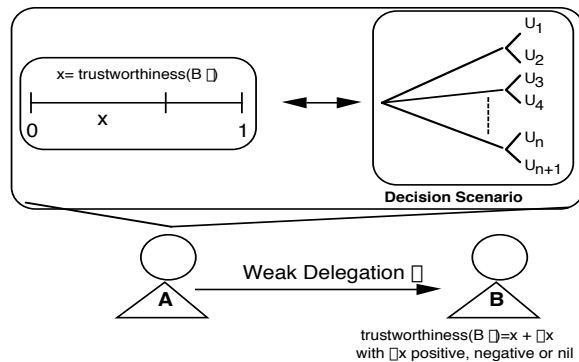 x= trustworthiness(B ▯)
0 1
x
U1
U2
U3
U4
Un
Un+1
Decision Scenario
A
Weak Delegation ▯
B
trustworthiness(B ▯)=x + ▯x
with ▯x positive, negative or nil